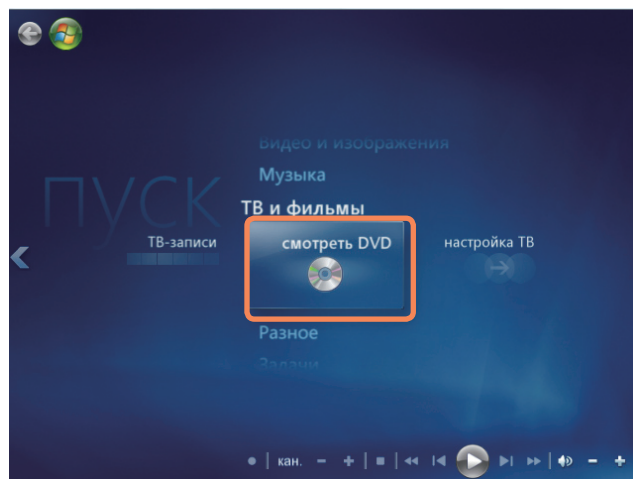 Видео и изображения
Музыка
пуск
ТВ и фильмы
ТВ-записи
смотреть DVD
настройка ТВ
Разное
Задачи
кан.